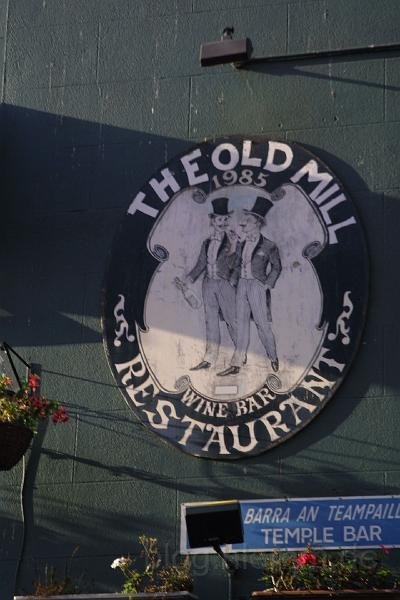 THE OLD MILL
1985
WINE BAR
RESTAURANT
BARRA AN TEAMPAILL
TEMPLE BAR